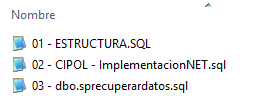 Nombre
01 - ESTRUCTURA.SQL
02 - CIPOL - ImplementacionNET.sql
03 - dbo.sprecuperardatos.sql